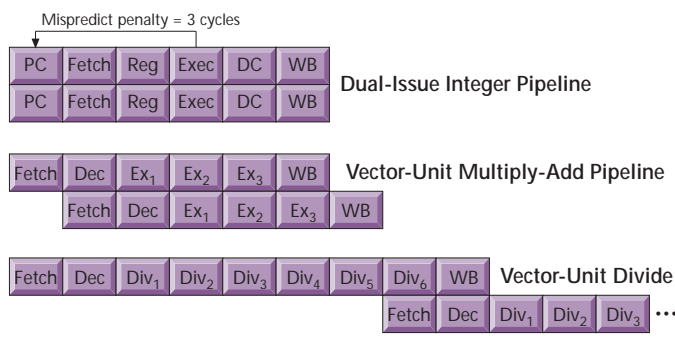 Mispredict penalty = 3 cycles
PC Fetch Reg Exec DC WB
Dual-Issue Integer Pipeline
PC Fetch Reg Exec DC WB
Fetch Dec Ex₁ Ex₂ Ex₃ WB
Vector-Unit Multiply-Add Pipeline
Fetch Dec Ex₁ Ex₂ Ex₃ WB
Fetch Dec Div₁ Div₂ Div₃ Div₄ Div₅ Div₆ WB
Vector-Unit Divide
Fetch Dec Div₁ Div₂ Div₃ •••